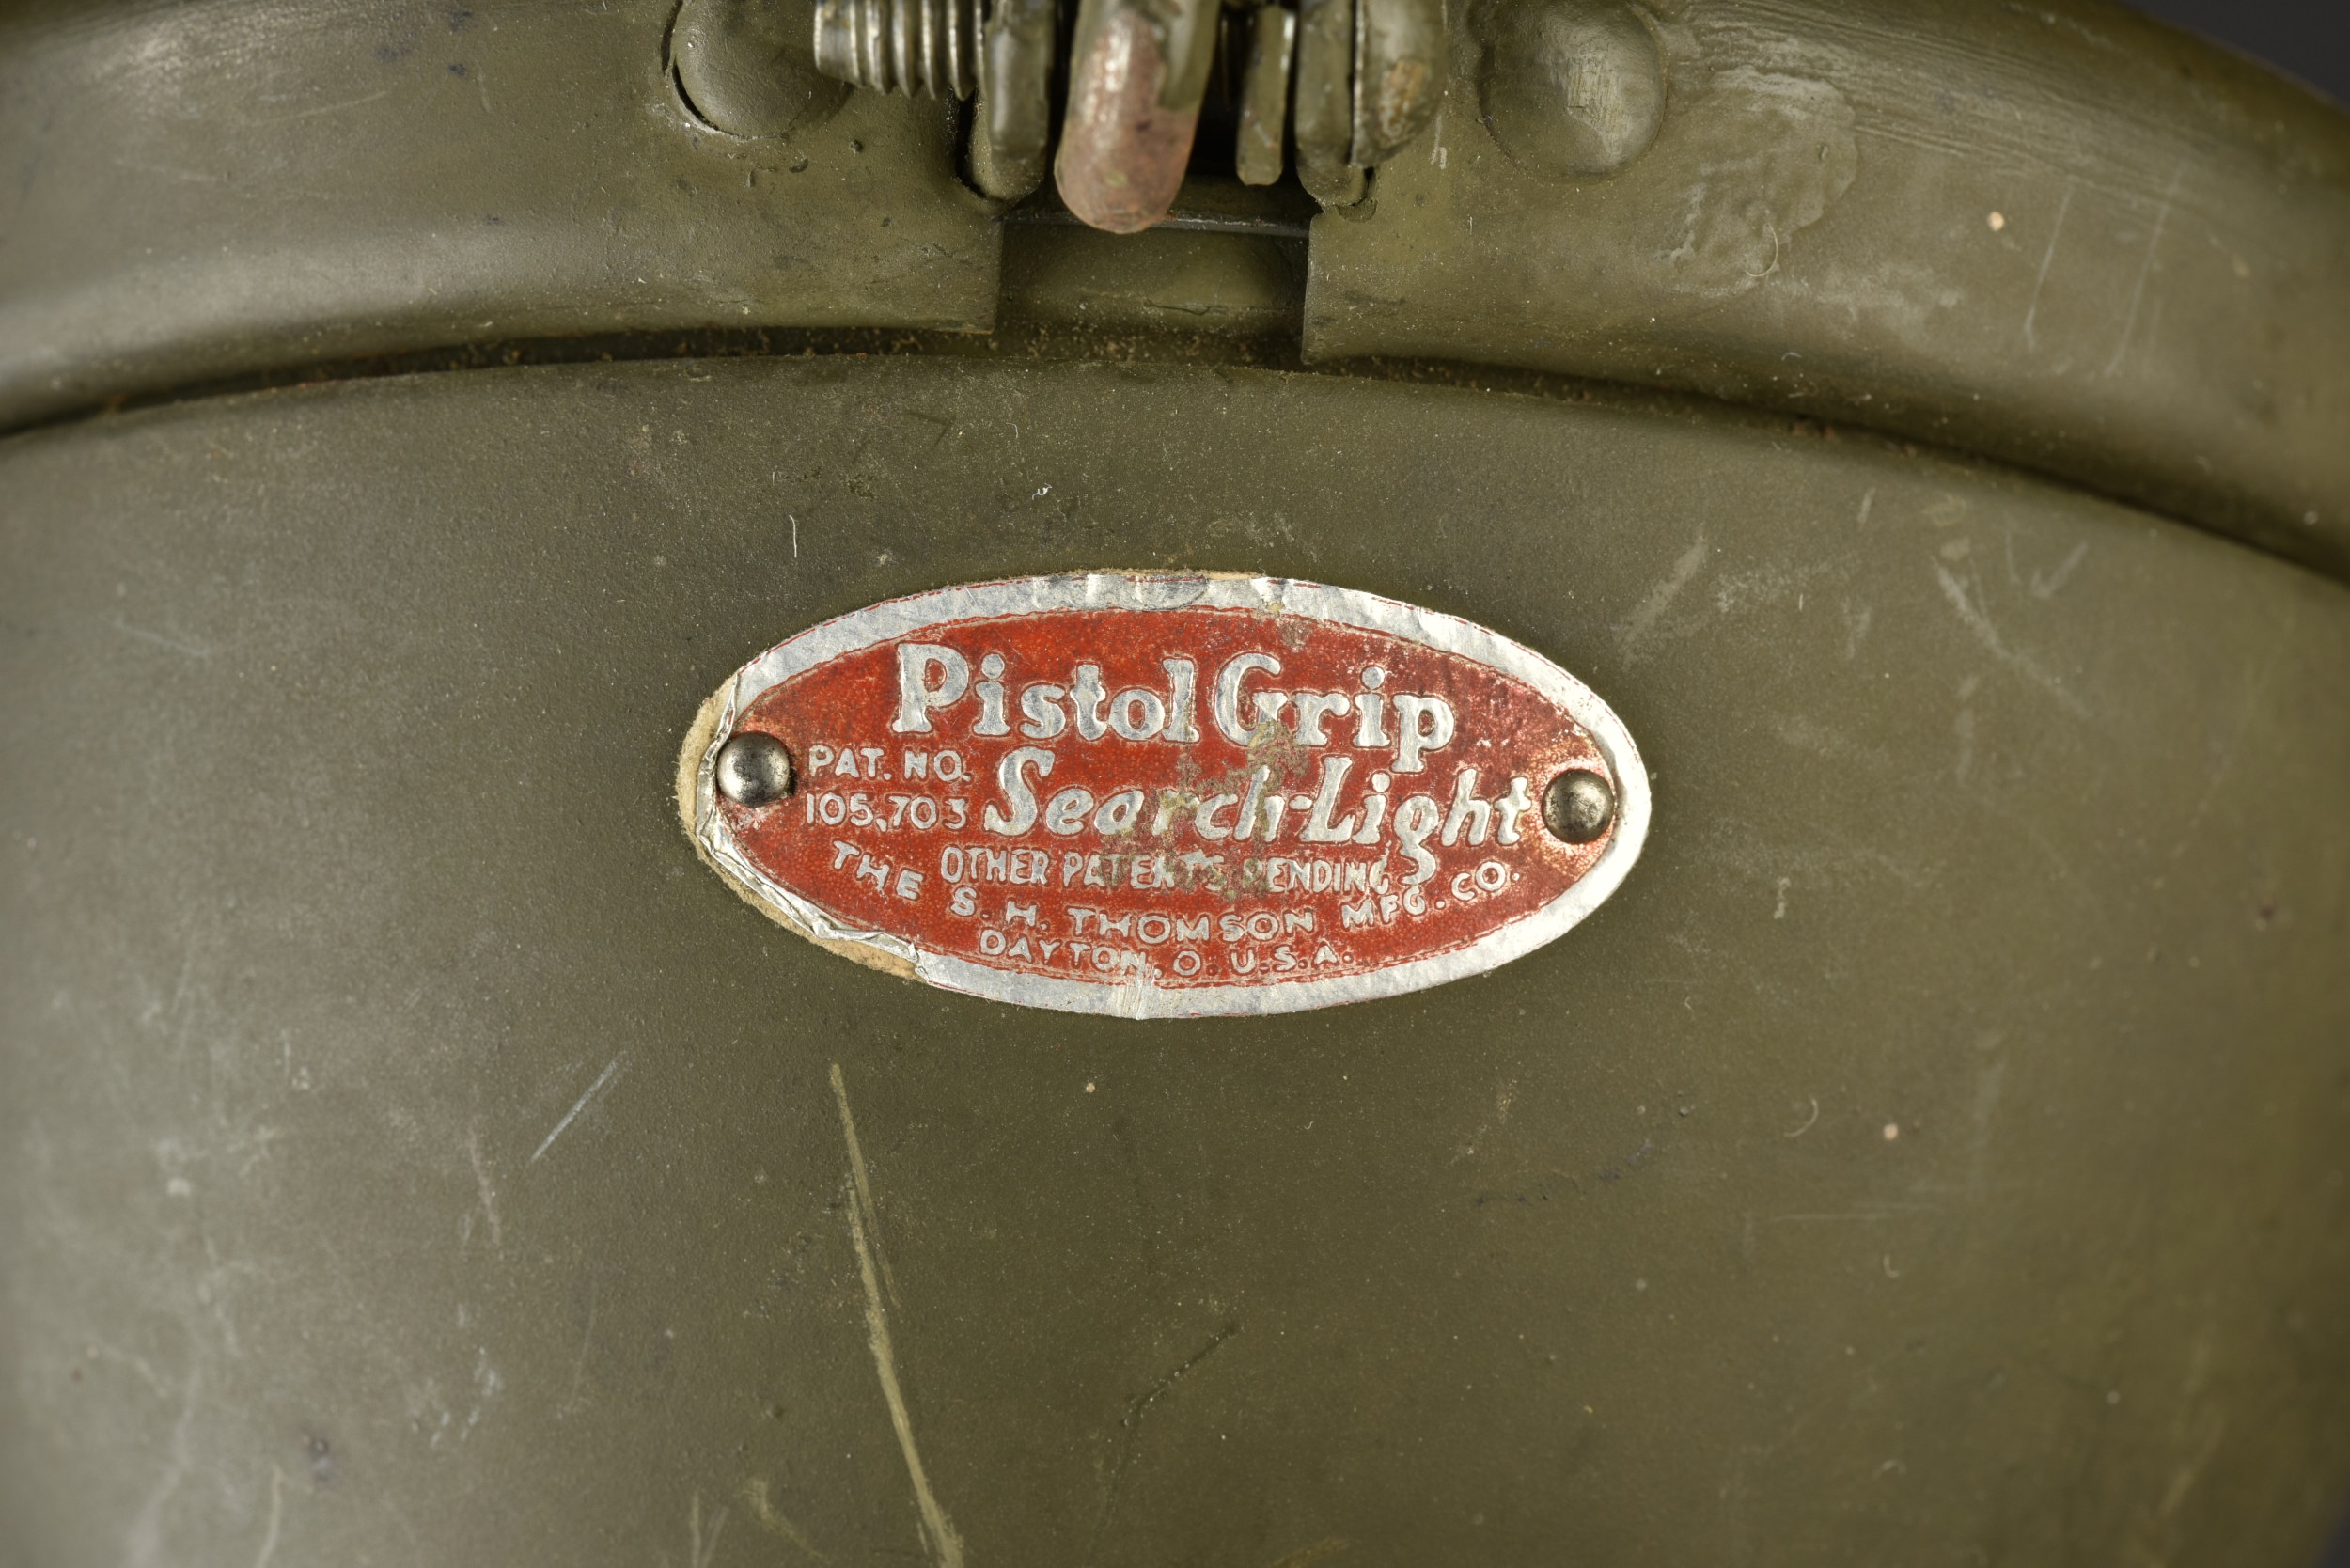 Pistol Grip
PAT. NO.
105,703
Search-Light
OTHER PATENTS PENDING
THE S. H. THOMSON MFG. CO.
DAYTON, O. U.S.A.